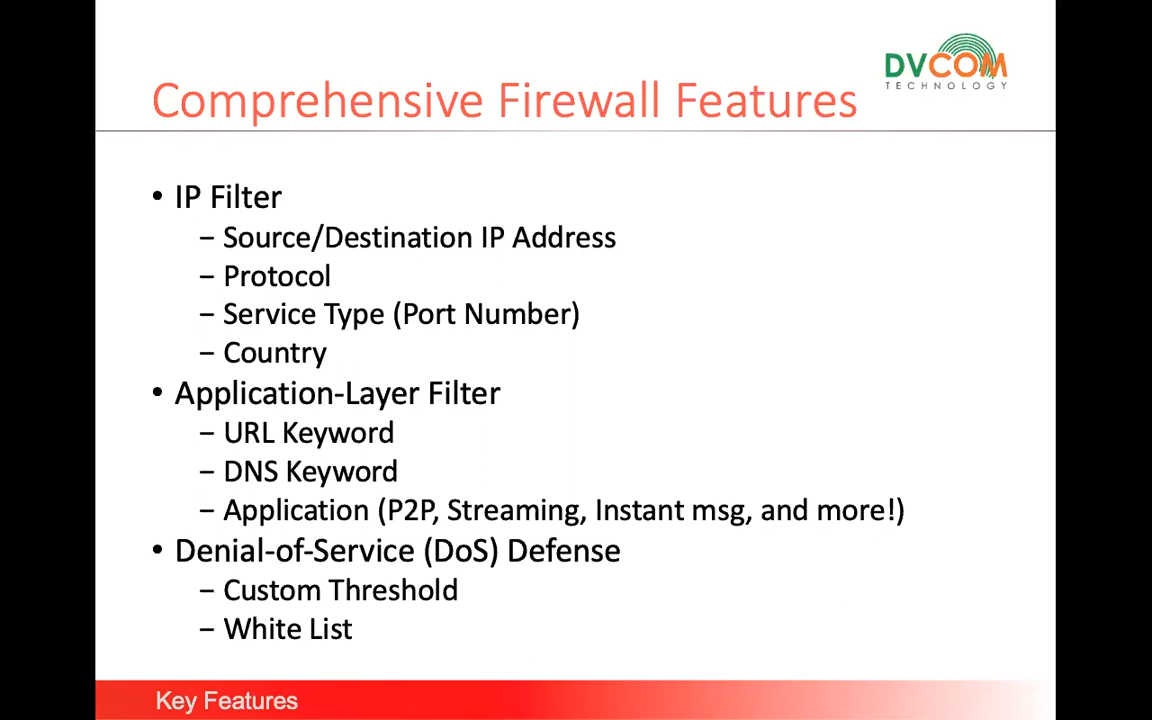 DVCOM
TECHNOLOGY
Comprehensive Firewall Features
• IP Filter
– Source/Destination IP Address
– Protocol
– Service Type (Port Number)
– Country
• Application-Layer Filter
– URL Keyword
– DNS Keyword
– Application (P2P, Streaming, Instant msg, and more!)
• Denial-of-Service (DoS) Defense
– Custom Threshold
– White List
Key Features